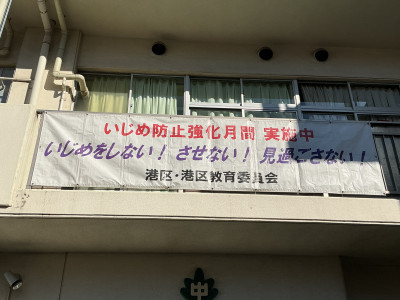 いじめ防止強化月間 実施中
いじめをしない！ させない！ 見過ごさない！
港区・港区教育委員会
中